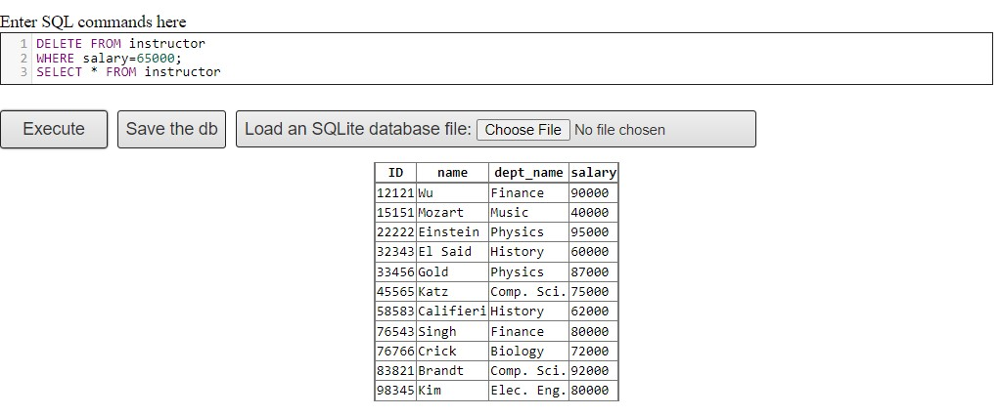 Enter SQL commands here
1 DELETE FROM instructor
2 WHERE salary=65000;
3 SELECT * FROM instructor
Execute Save the db Load an SQLite database file: Choose File No file chosen
ID name dept_name salary
12121 Wu Finance 90000
15151 Mozart Music 40000
22222 Einstein Physics 95000
32343 El Said History 60000
33456 Gold Physics 87000
45565 Katz Comp. Sci. 75000
58583 Califieri History 62000
76543 Singh Finance 80000
76766 Crick Biology 72000
83821 Brandt Comp. Sci. 92000
98345 Kim Elec. Eng. 80000